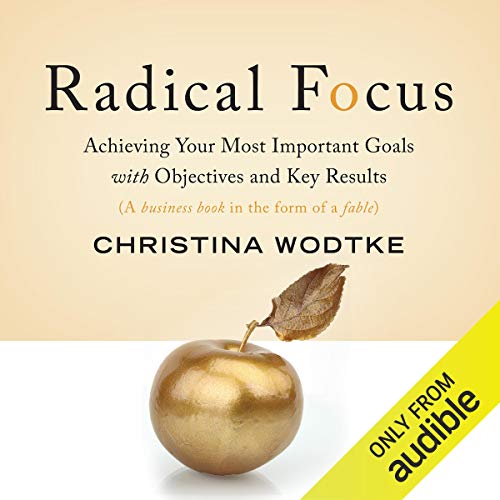 Radical Focus
Achieving Your Most Important Goals
with Objectives and Key Results
(A business book in the form of a fable)
CHRISTINA WODTKE
ONLY FROM
audible